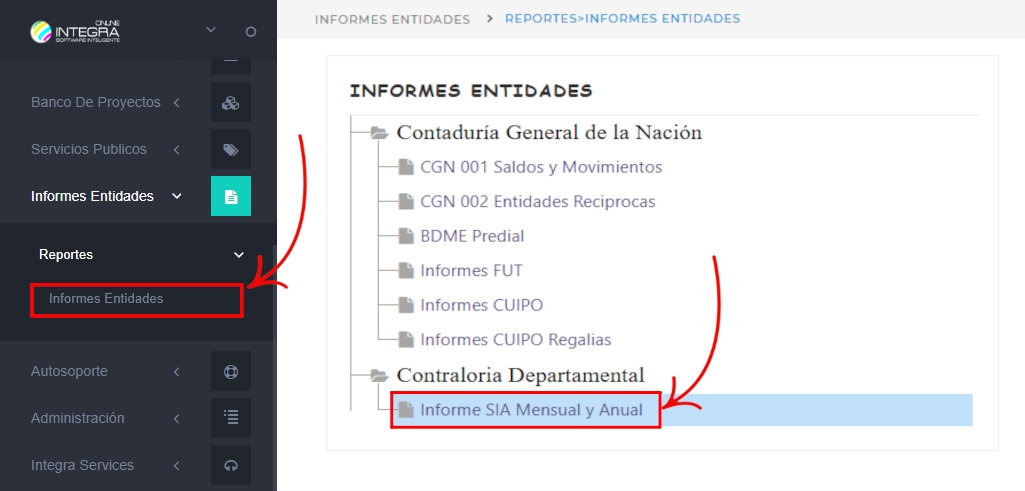 ONLINE
INTEGRA
SOFTWARE INTELIGENTE
Banco De Proyectos
Servicios Publicos
Informes Entidades
Reportes
Informes Entidades
Autosoporte
Administración
Integra Services
INFORMES ENTIDADES > REPORTES>INFORMES ENTIDADES
INFORMES ENTIDADES
Contaduría General de la Nación
CGN 001 Saldos y Movimientos
CGN 002 Entidades Reciprocas
BDME Predial
Informes FUT
Informes CUIPO
Informes CUIPO Regalias
Contraloria Departamental
Informe SIA Mensual y Anual